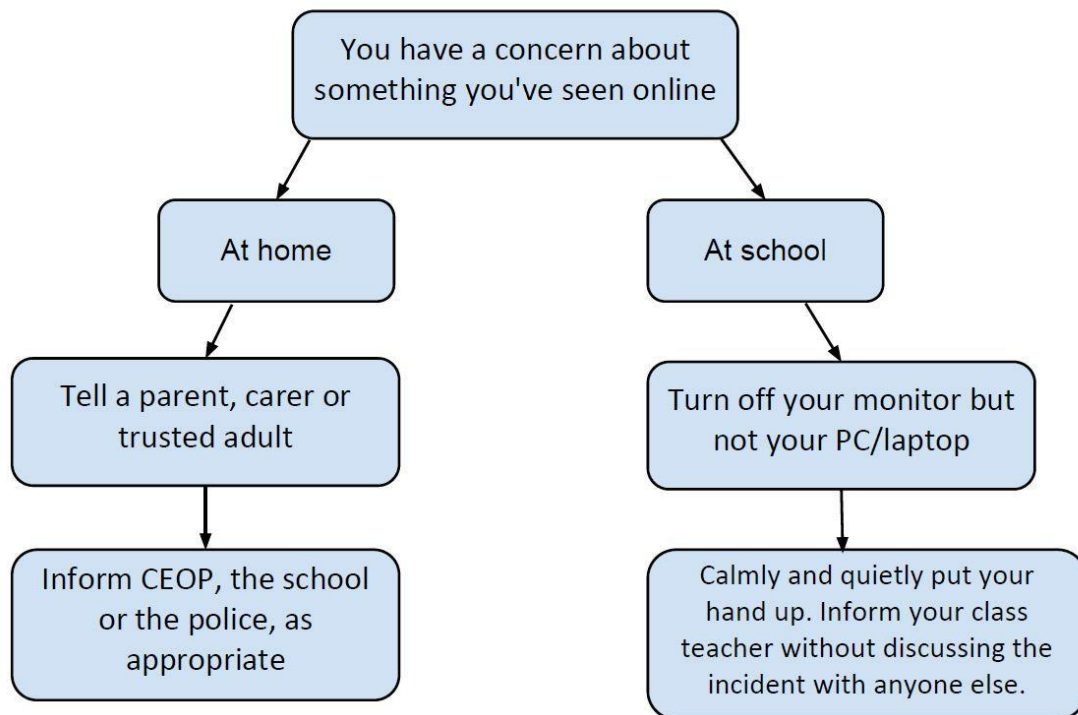 You have a concern about
something you've seen online
At home
At school
Tell a parent, carer or
trusted adult
Turn off your monitor but
not your PC/laptop
Inform CEOP, the school
or the police, as
appropriate
Calmly and quietly put your
hand up. Inform your class
teacher without discussing the
incident with anyone else.